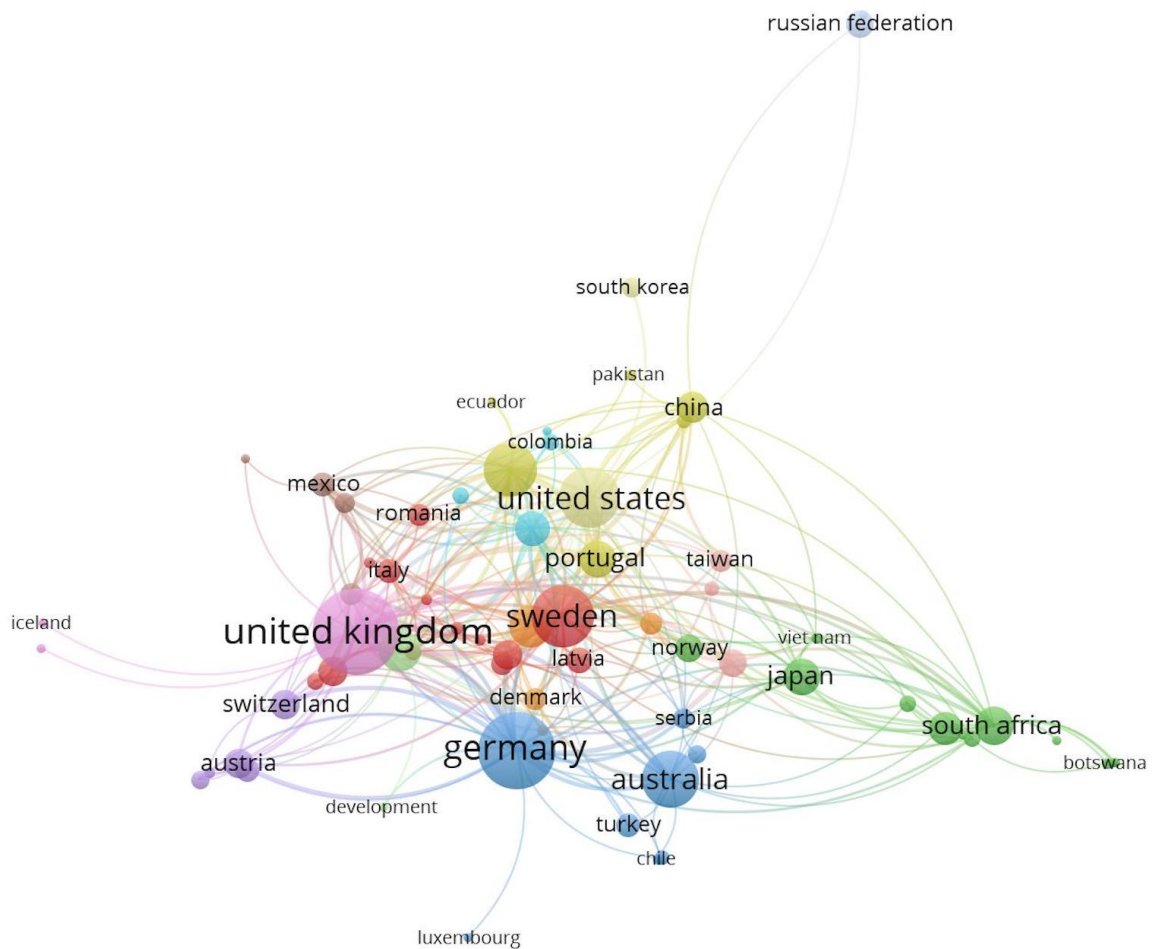 russian federation
south korea
pakistan
ecuador
china
colombia
mexico
united states
romania
portugal
taiwan
italy
iceland
sweden
united kingdom
viet nam
norway
latvia
japan
denmark
switzerland
serbia
south africa
germany
austria
botswana
australia
development
turkey
chile
luxembourg